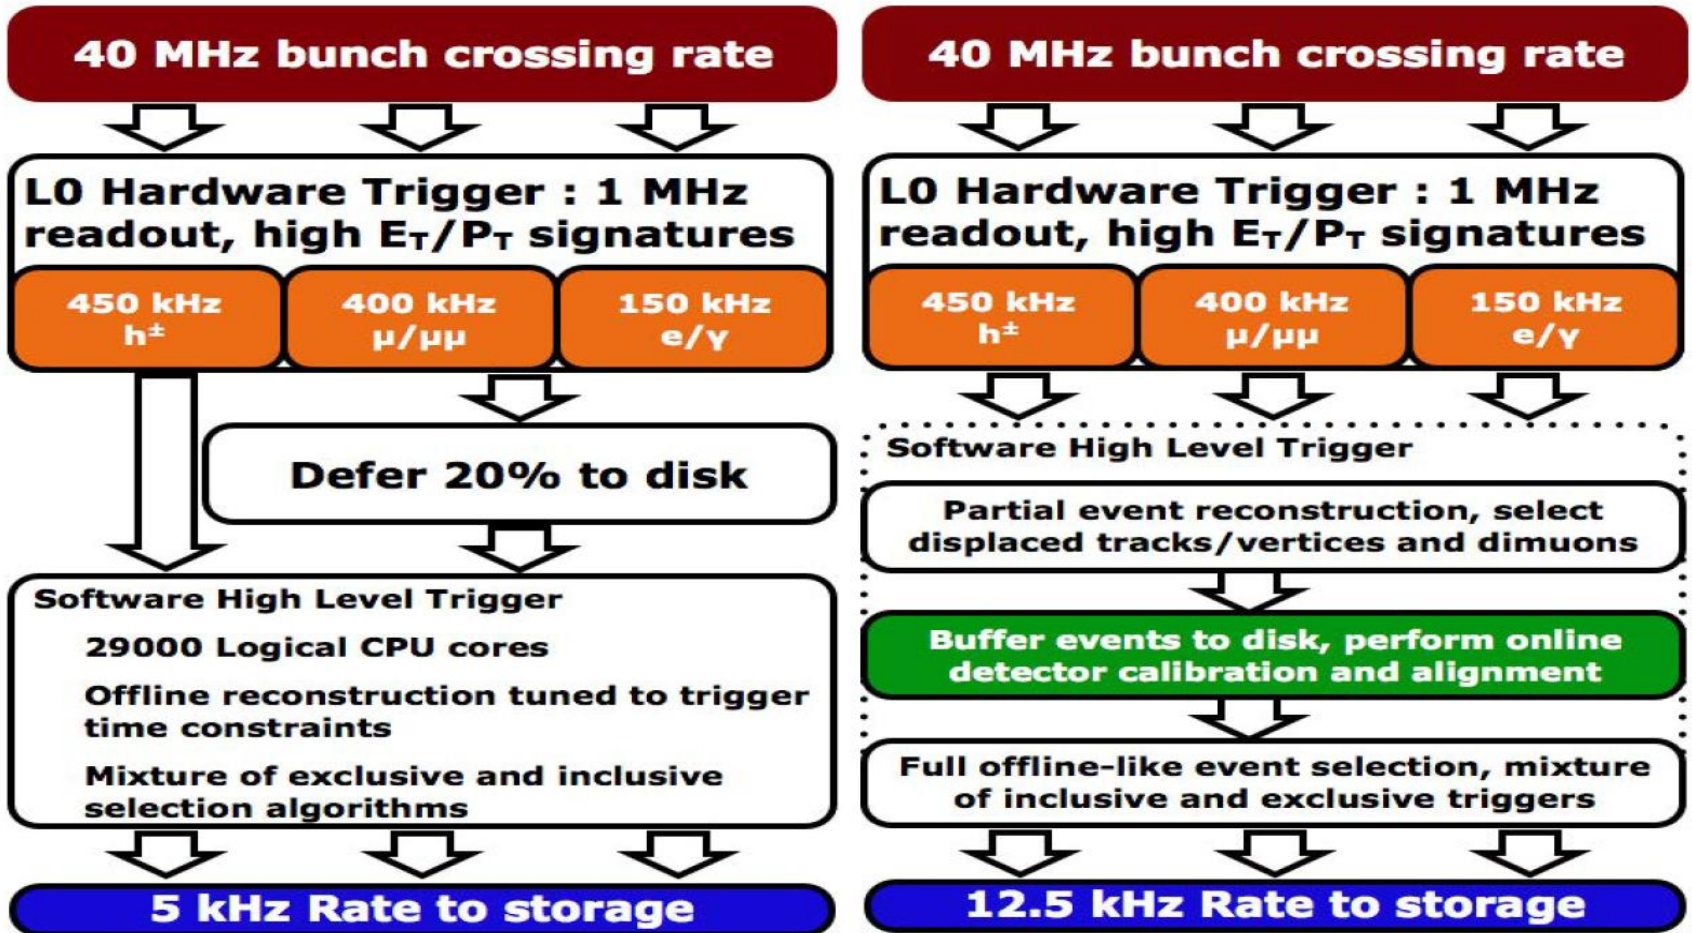 40 MHz bunch crossing rate
L0 Hardware Trigger : 1 MHz
readout, high ET/PT signatures
450 kHz
h±
400 kHz
μ/μμ
150 kHz
e/γ
Defer 20% to disk
Software High Level Trigger
29000 Logical CPU cores
Offline reconstruction tuned to trigger
time constraints
Mixture of exclusive and inclusive
selection algorithms
5 kHz Rate to storage
40 MHz bunch crossing rate
L0 Hardware Trigger : 1 MHz
readout, high ET/PT signatures
450 kHz
h±
400 kHz
μ/μμ
150 kHz
e/γ
Software High Level Trigger
Partial event reconstruction, select
displaced tracks/vertices and dimuons
Buffer events to disk, perform online
detector calibration and alignment
Full offline-like event selection, mixture
of inclusive and exclusive triggers
12.5 kHz Rate to storage